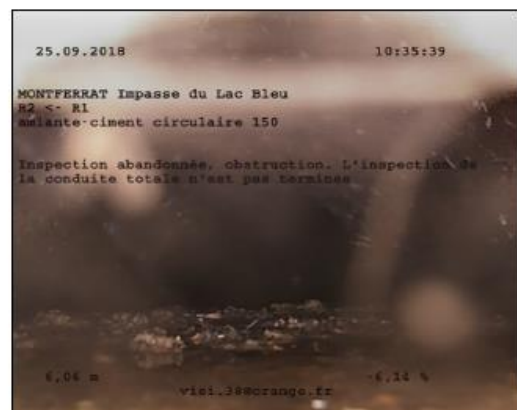 25.09.2018 10:35:39
MONTFERRAT Impasse du Lac Bleu
R2 <- R1
amiante-ciment circulaire 150
Inspection abandonnée, obstruction. L'inspection de
la conduite totale n'est pas terminée
6,04 m -6,14 %
vici.38@orange.fr